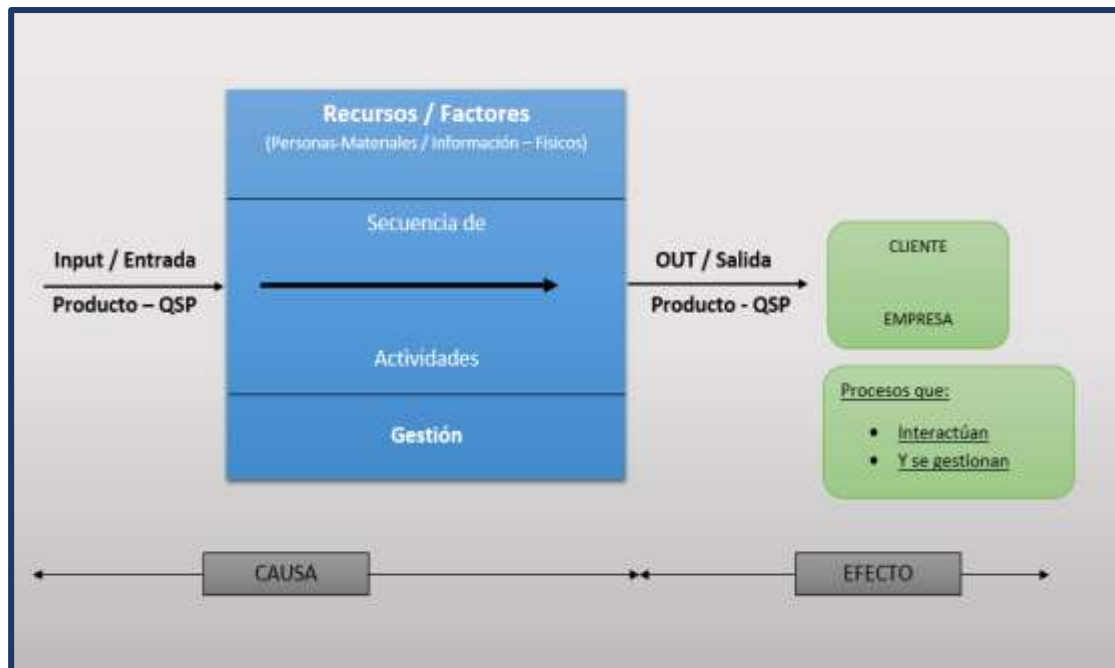 Recursos / Factores
(Personas-Materiales / Información – Físicos)
Secuencia de
Actividades
Gestión
Input / Entrada
Producto – QSP
OUT / Salida
Producto - QSP
CLIENTE
EMPRESA
Procesos que:
• Interactúan
• Y se gestionan
CAUSA
EFECTO